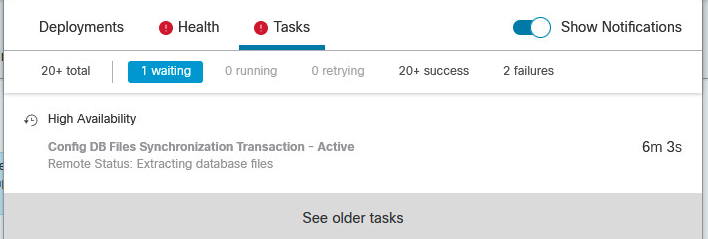 Deployments Health Tasks Show Notifications
20+ total 1 waiting 0 running 0 retrying 20+ success 2 failures
High Availability
Config DB Files Synchronization Transaction - Active 6m 3s
Remote Status: Extracting database files
See older tasks